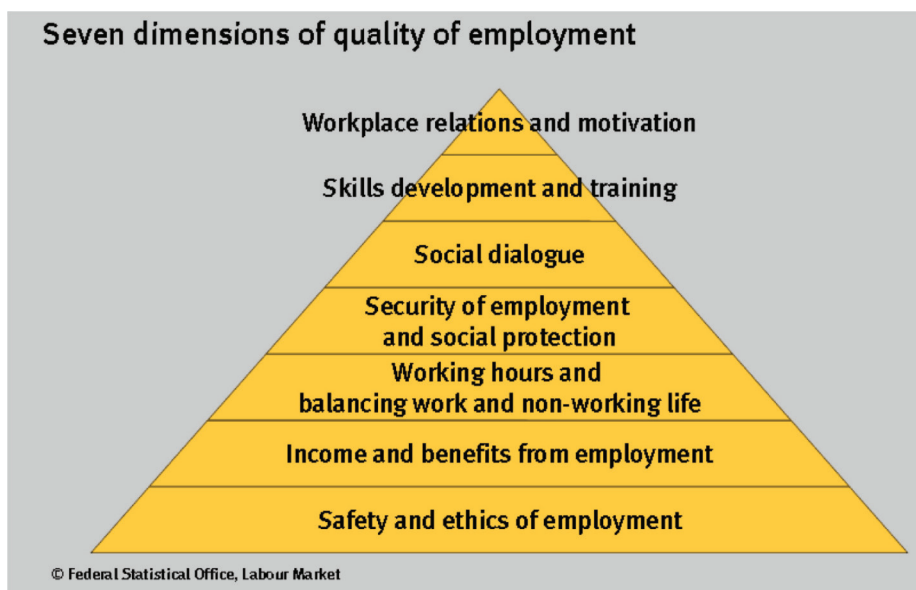 Seven dimensions of quality of employment
Workplace relations and motivation
Skills development and training
Social dialogue
Security of employment
and social protection
Working hours and
balancing work and non-working life
Income and benefits from employment
Safety and ethics of employment
© Federal Statistical Office, Labour Market